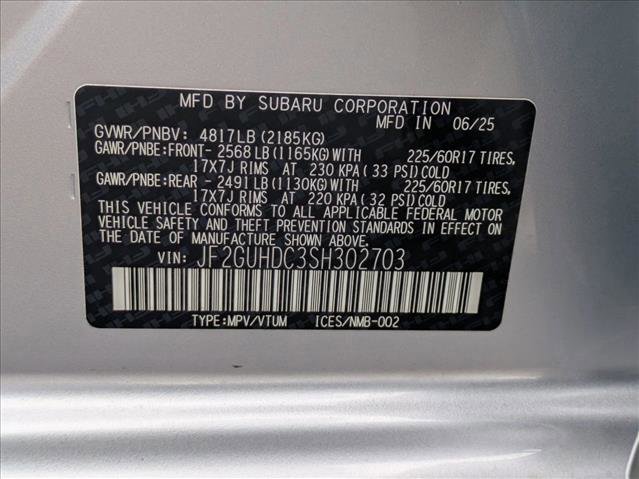 MFD BY SUBARU CORPORATION
MFD IN 06/25
GVWR/PNBV: 4817LB (2185KG)
GAWR/PNBE:FRONT- 2568 LB (1165KG) WITH 225/60R17 TIRES,
17X7J RIMS AT 230 KPA ( 33 PSI) COLD
GAWR/PNBE:REAR - 2491 LB (1130KG) WITH 225/60R17 TIRES,
17X7J RIMS AT 220 KPA ( 32 PSI) COLD
THIS VEHICLE CONFORMS TO ALL APPLICABLE FEDERAL MOTOR
VEHICLE SAFETY AND THEFT PREVENTION STANDARDS IN EFFECT ON
THE DATE OF MANUFACTURE SHOWN ABOVE.
VIN: JF2GUHDC3SH302703
TYPE:MPV/VTUM ICES/NMB-002